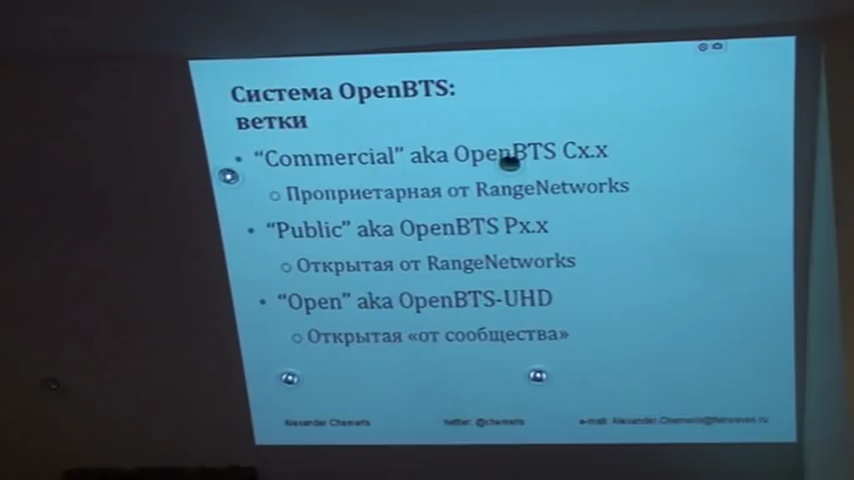 Система OpenBTS:
ветки
• "Commercial" aka OpenBTS Cx.x
○ Проприетарная от RangeNetworks
• "Public" aka OpenBTS Px.x
○ Открытая от RangeNetworks
• "Open" aka OpenBTS-UHD
○ Открытая «от сообщества»
Alexander Chemeris twitter: @chemeris e-mail: